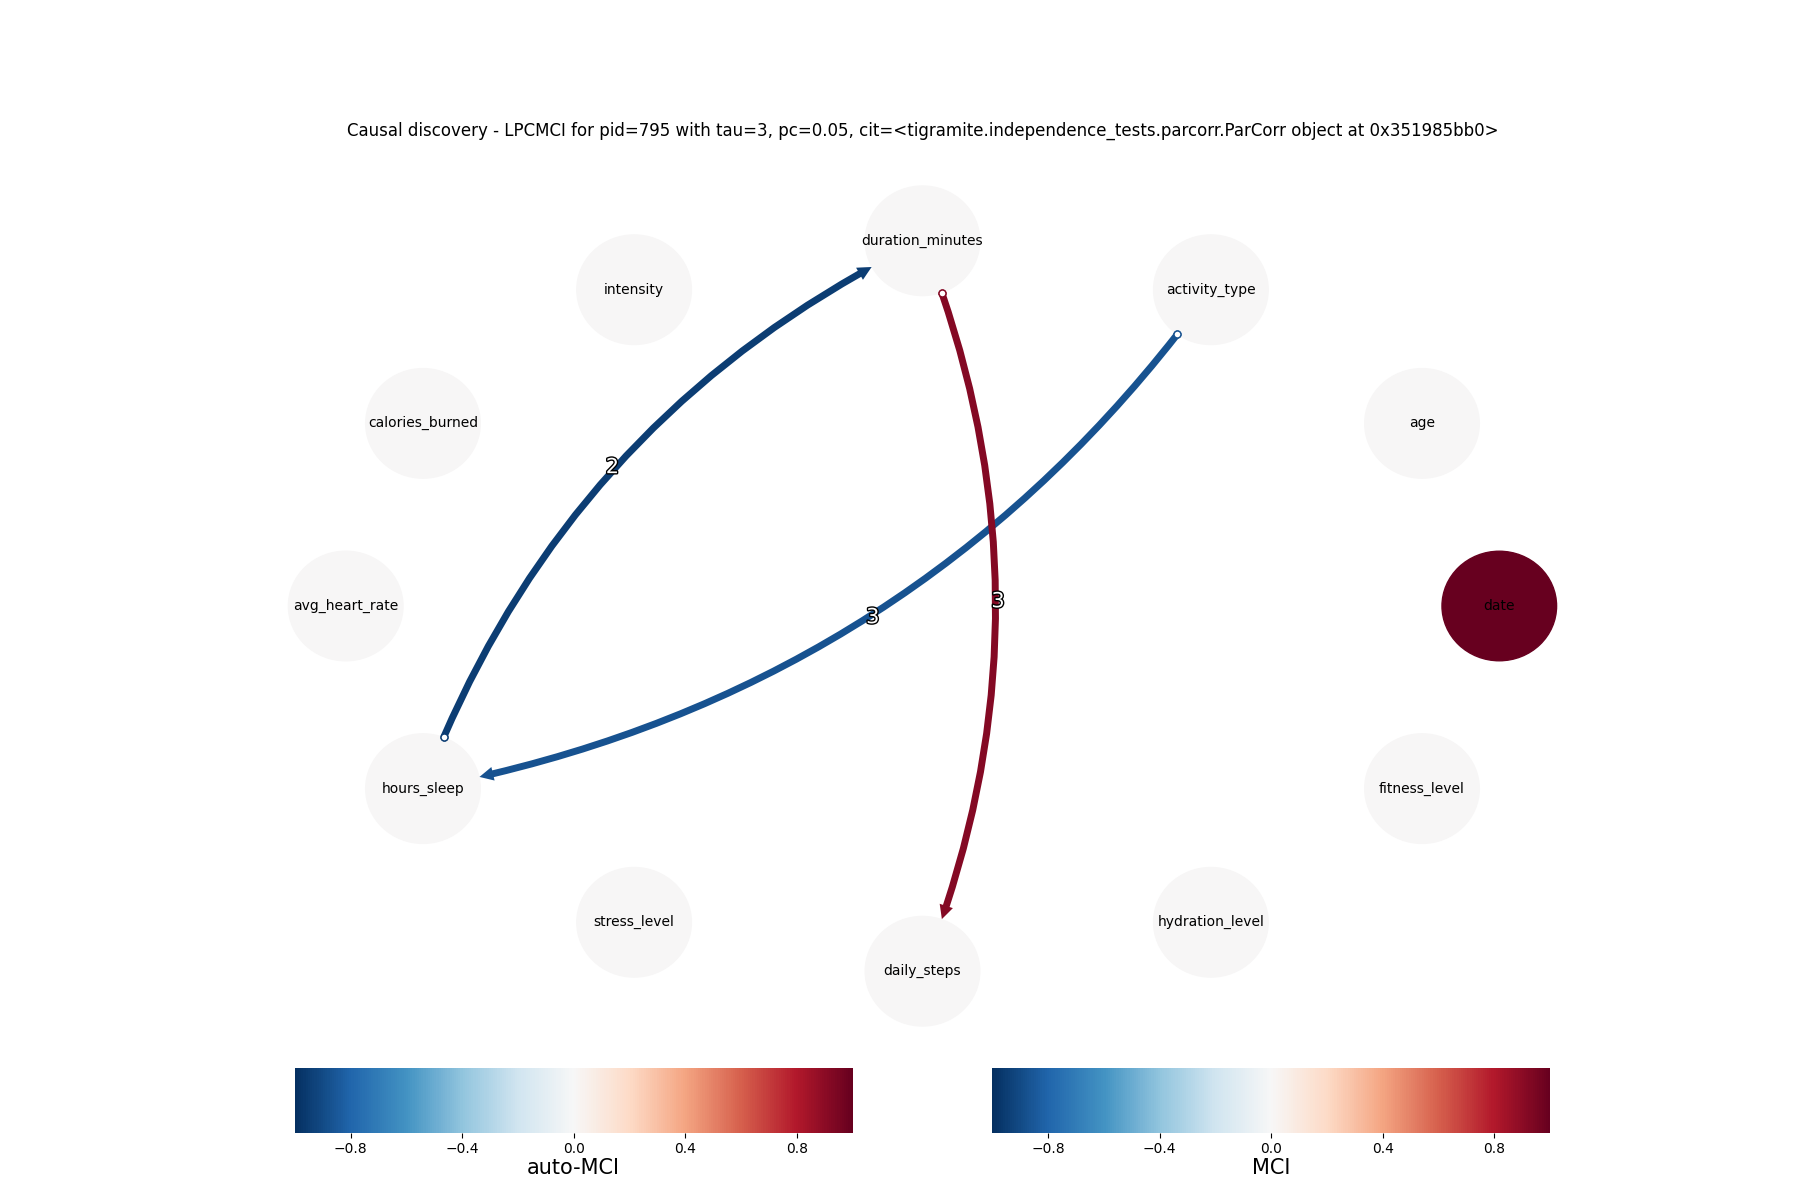 Causal discovery - LPCMCI for pid=795 with tau=3, pc=0.05, cit=<tigramite.independence_tests.parcorr.ParCorr object at 0x351985bb0>
duration_minutes
intensity
activity_type
calories_burned
age
2
avg_heart_rate
3
3
date
hours_sleep
fitness_level
stress_level
hydration_level
daily_steps
−0.8 −0.4 0.0 0.4 0.8
auto-MCI
−0.8 −0.4 0.0 0.4 0.8
MCI